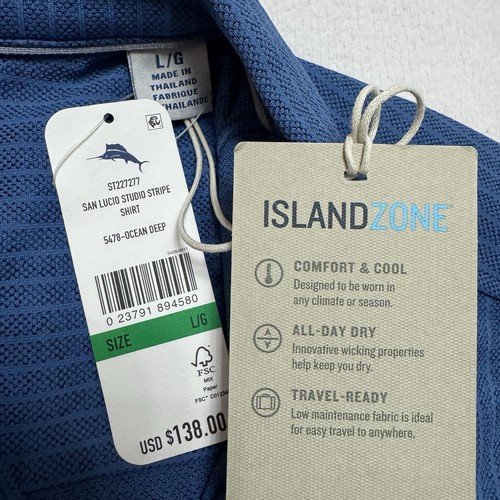 L/G
MADE IN
THAILAND
FABRIQUE
THAILANDE
ST227277
SAN LUCIO STUDIO STRIPE
SHIRT
5478-OCEAN DEEP
0 23791 894580
SIZE L/G
FSC
MIX
Paper
USD $138.00
ISLANDZONE
COMFORT & COOL
Designed to be worn in
any climate or season.
ALL-DAY DRY
Innovative wicking properties
help keep you dry.
TRAVEL-READY
Low maintenance fabric is ideal
for easy travel to anywhere.